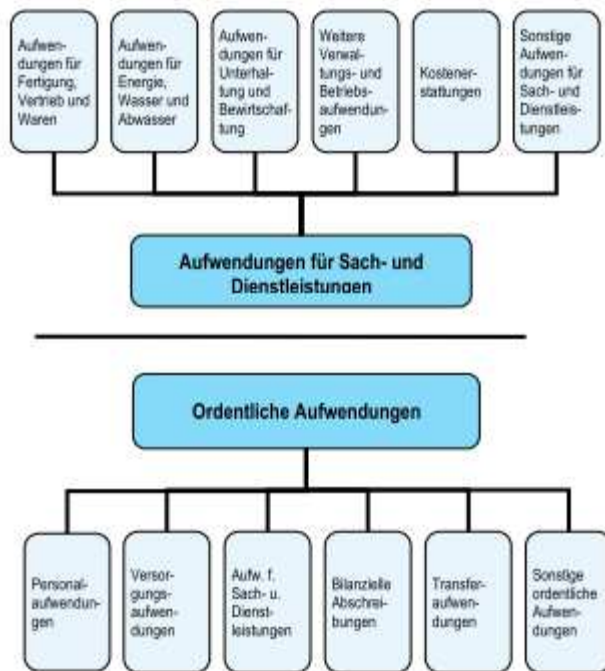 Aufwen-
dungen für
Fertigung,
Vertrieb und
Waren
Aufwen-
dungen für
Energie,
Wasser und
Abwasser
Aufwen-
dungen für
Unterhal-
tung und
Bewirtschaf-
tung
Weitere
Verwal-
tungs- und
Betriebs-
aufwendun-
gen
Kostener-
stattungen
Sonstige
Aufwen-
dungen für
Sach- und
Dienstleis-
tungen
Aufwendungen für Sach- und
Dienstleistungen
Ordentliche Aufwendungen
Personal-
aufwendun-
gen
Versor-
gungs-
aufwen-
dungen
Aufw. f.
Sach- u.
Dienst-
leistungen
Bilanzielle
Abschrei-
bungen
Transfer-
aufwen-
dungen
Sonstige
ordentliche
Aufwen-
dungen